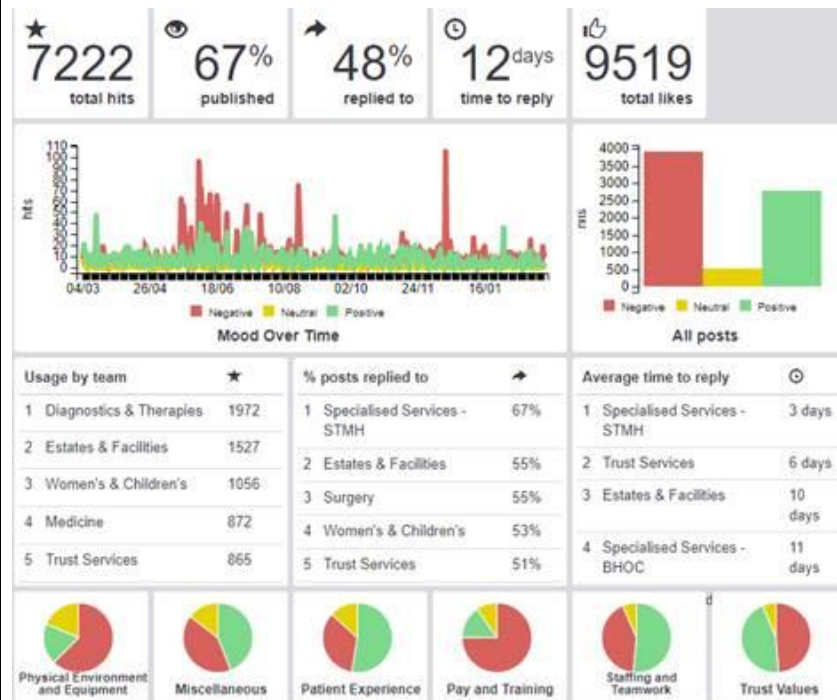 7222
total hits
67%
published
48%
replied to
12 days
time to reply
9519
total likes
110
100
90
80
70
60
50
40
30
20
10
0
hits
04/03 26/04 18/06 10/08 02/10 24/11 16/01
Negative Neutral Positive
Mood Over Time
4000
3500
3000
2500
2000
1500
1000
500
0
Negative Neutral Positive
All posts
Usage by team
1 Diagnostics & Therapies 1972
2 Estates & Facilities 1527
3 Women's & Children's 1056
4 Medicine 872
5 Trust Services 865
% posts replied to
1 Specialised Services - 67%
STMH
2 Estates & Facilities 55%
3 Surgery 55%
4 Women's & Children's 53%
5 Trust Services 51%
Average time to reply
1 Specialised Services - 3 days
STMH
2 Trust Services 6 days
3 Estates & Facilities 10
days
4 Specialised Services - 11
BHOC days
Physical Environment
and Equipment
Miscellaneous
Patient Experience
Pay and Training
Staffing and
Teamwork
Trust Values